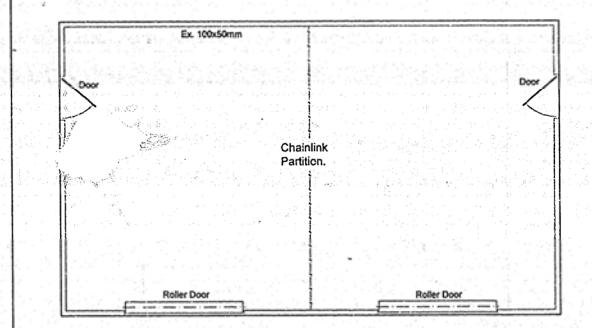 Ex. 100x50mm
Door
Door
Chainlink
Partition.
Roller Door
Roller Door